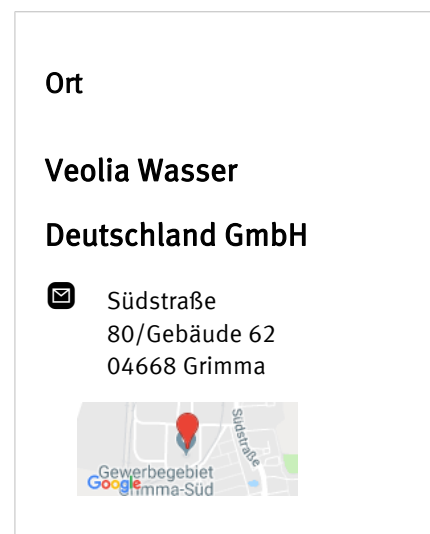 Ort
Veolia Wasser
Deutschland GmbH
Südstraße
80/Gebäude 62
04668 Grimma
Südstraße
Gewerbegebiet
Google
Grimma-Süd